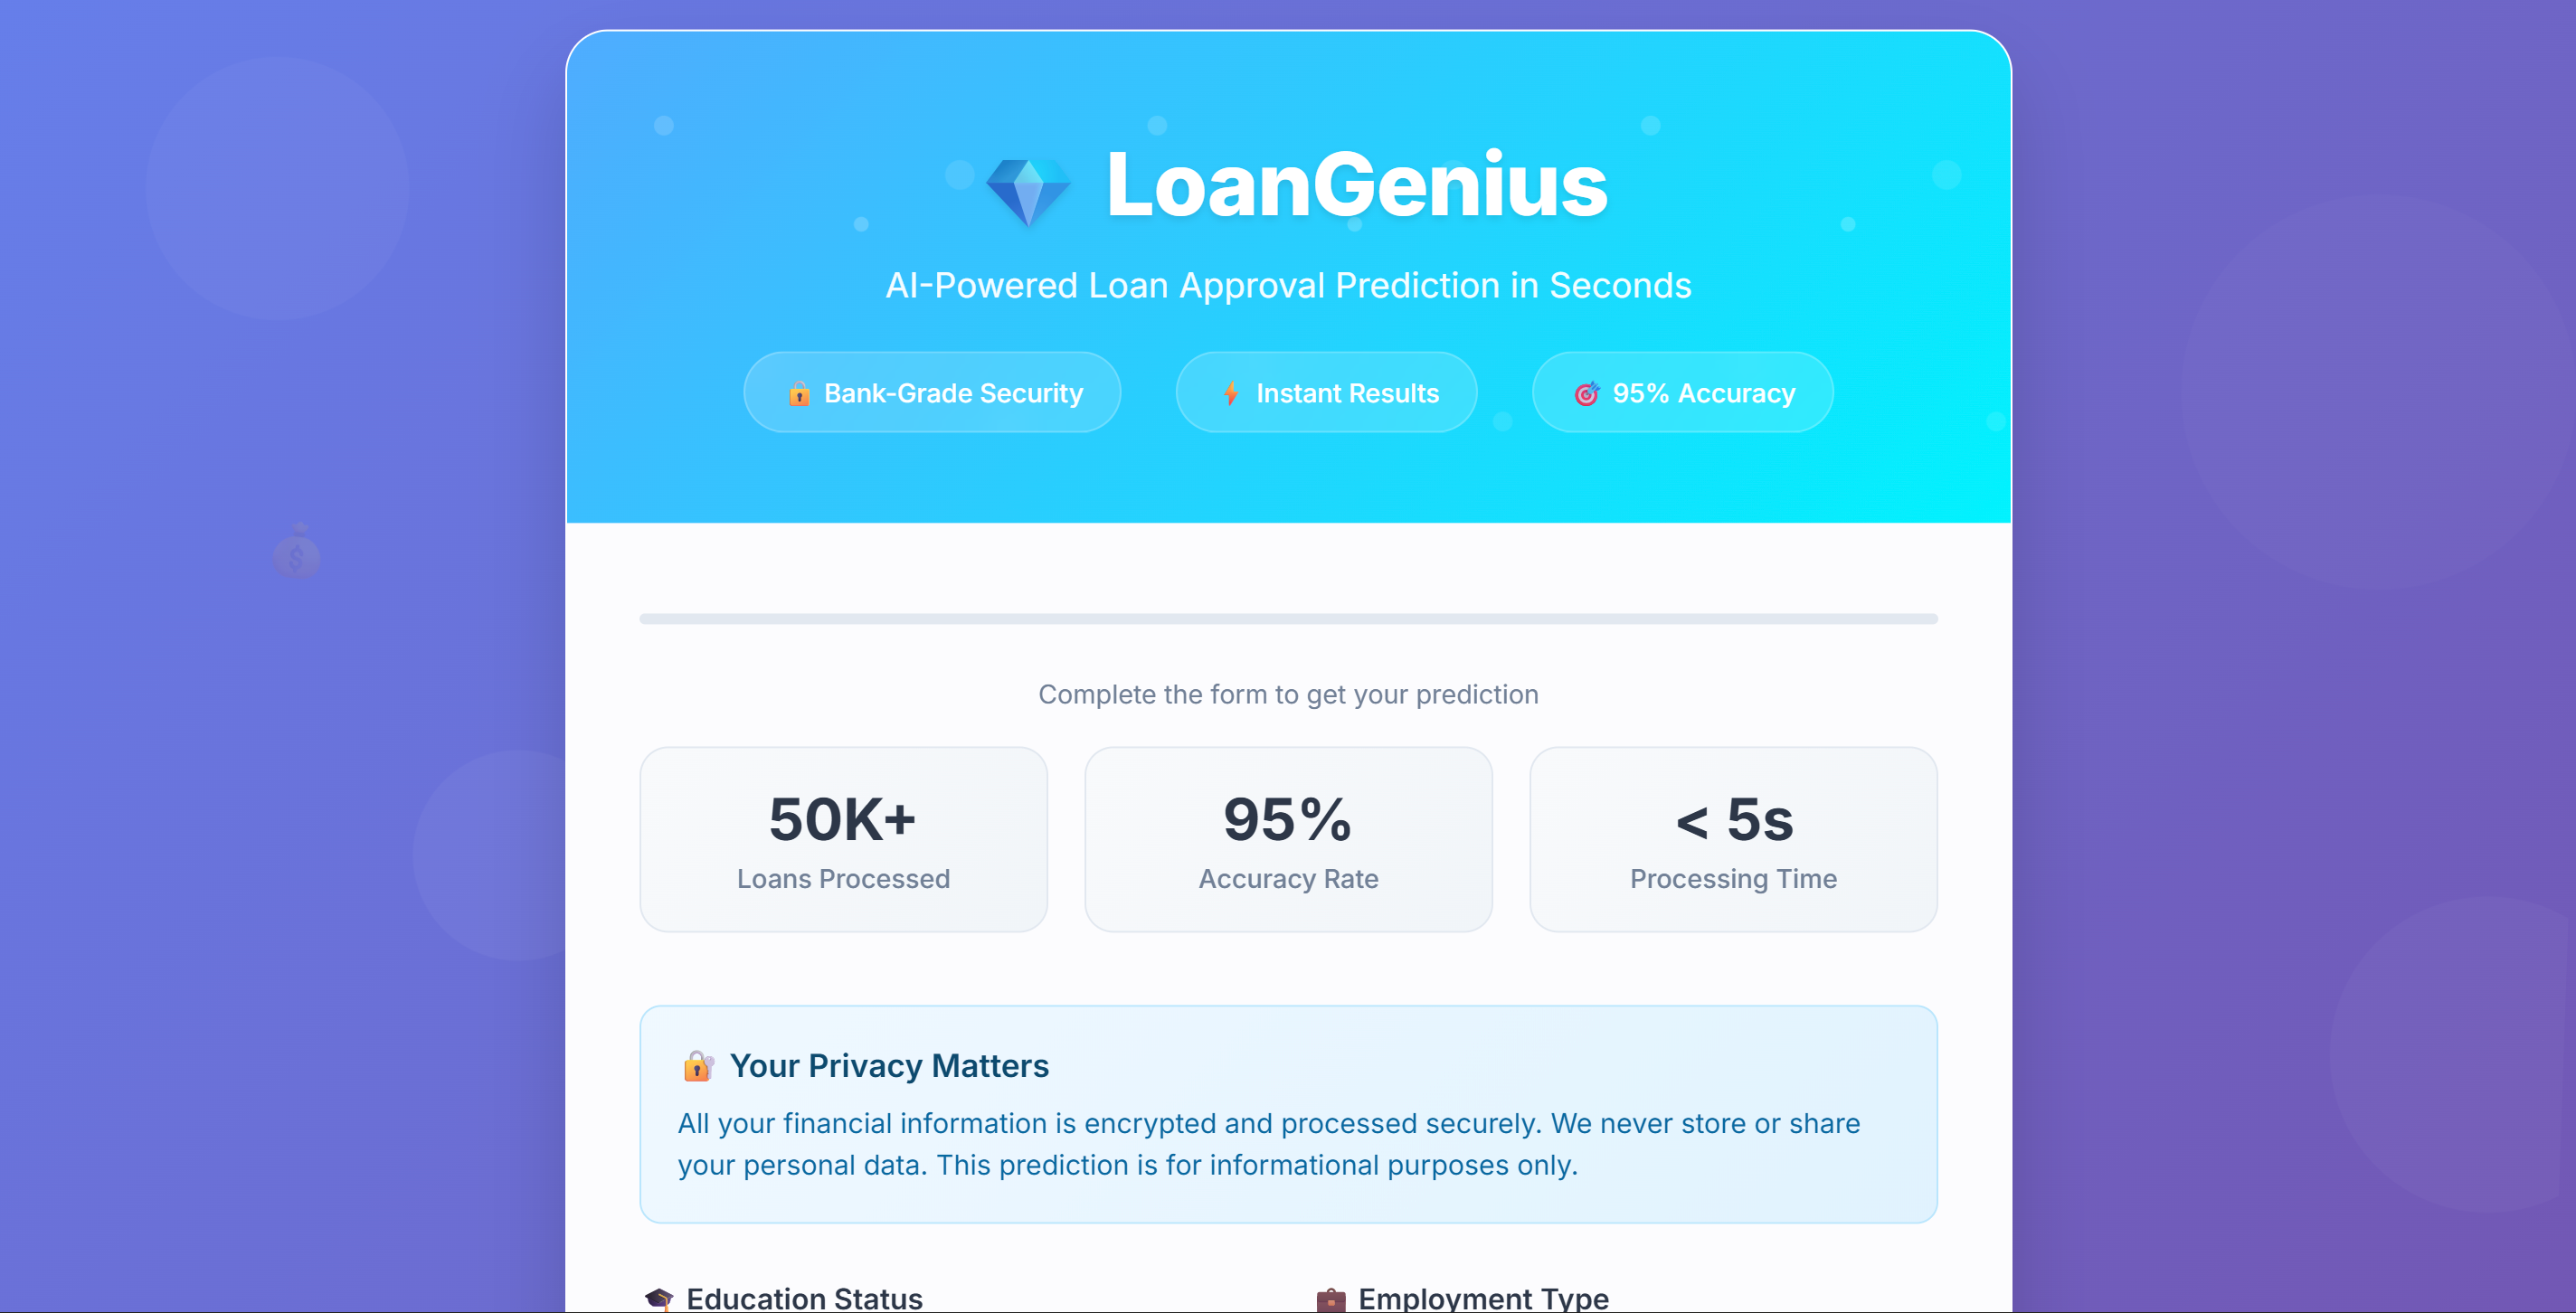 LoanGenius
AI-Powered Loan Approval Prediction in Seconds
Bank-Grade Security
Instant Results
95% Accuracy
Complete the form to get your prediction
50K+
Loans Processed
95%
Accuracy Rate
< 5s
Processing Time
Your Privacy Matters
All your financial information is encrypted and processed securely. We never store or share
your personal data. This prediction is for informational purposes only.
Education Status
Employment Type